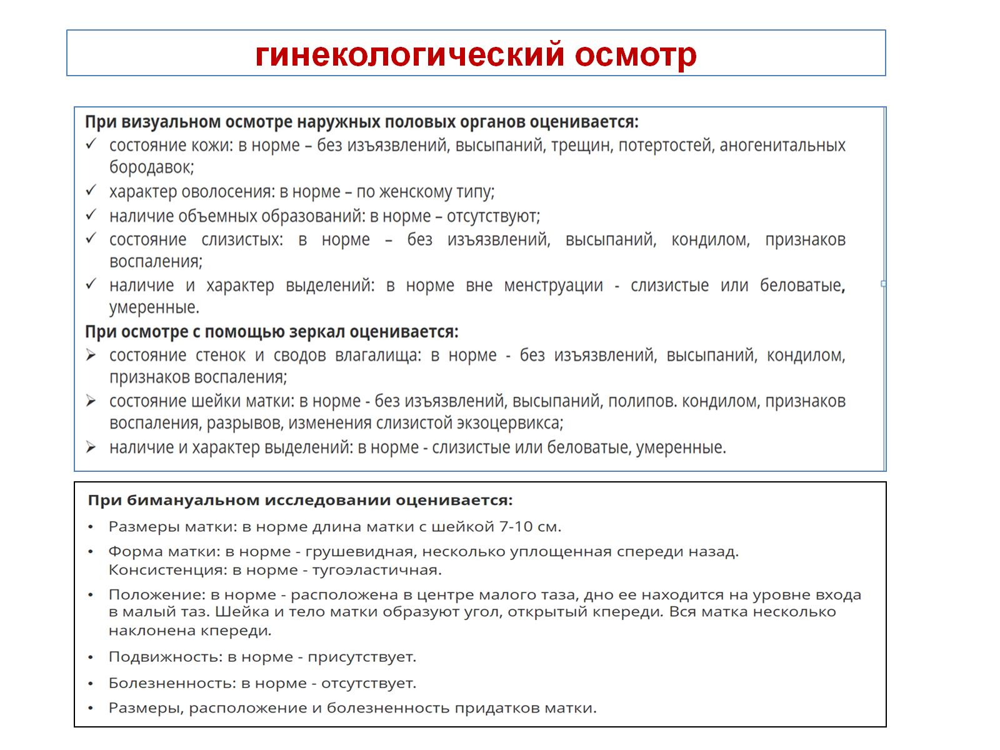 гинекологический осмотр
При визуальном осмотре наружных половых органов оценивается:
✓ состояние кожи: в норме – без изъязвлений, высыпаний, трещин, потертостей, аногенитальных
бородавок;
✓ характер оволосения: в норме – по женскому типу;
✓ наличие объемных образований: в норме – отсутствуют;
✓ состояние слизистых: в норме – без изъязвлений, высыпаний, кондилом, признаков
воспаления;
✓ наличие и характер выделений: в норме вне менструации - слизистые или беловатые,
умеренные.
При осмотре с помощью зеркал оценивается:
➢ состояние стенок и сводов влагалища: в норме - без изъязвлений, высыпаний, кондилом,
признаков воспаления;
➢ состояние шейки матки: в норме - без изъязвлений, высыпаний, полипов. кондилом, признаков
воспаления, разрывов, изменения слизистой экзоцервикса;
➢ наличие и характер выделений: в норме - слизистые или беловатые, умеренные.
При бимануальном исследовании оценивается:
• Размеры матки: в норме длина матки с шейкой 7-10 см.
• Форма матки: в норме - грушевидная, несколько уплощенная спереди назад.
Консистенция: в норме - тугоэластичная.
• Положение: в норме - расположена в центре малого таза, дно ее находится на уровне входа
в малый таз. Шейка и тело матки образуют угол, открытый кпереди. Вся матка несколько
наклонена кпереди.
• Подвижность: в норме - присутствует.
• Болезненность: в норме - отсутствует.
• Размеры, расположение и болезненность придатков матки.